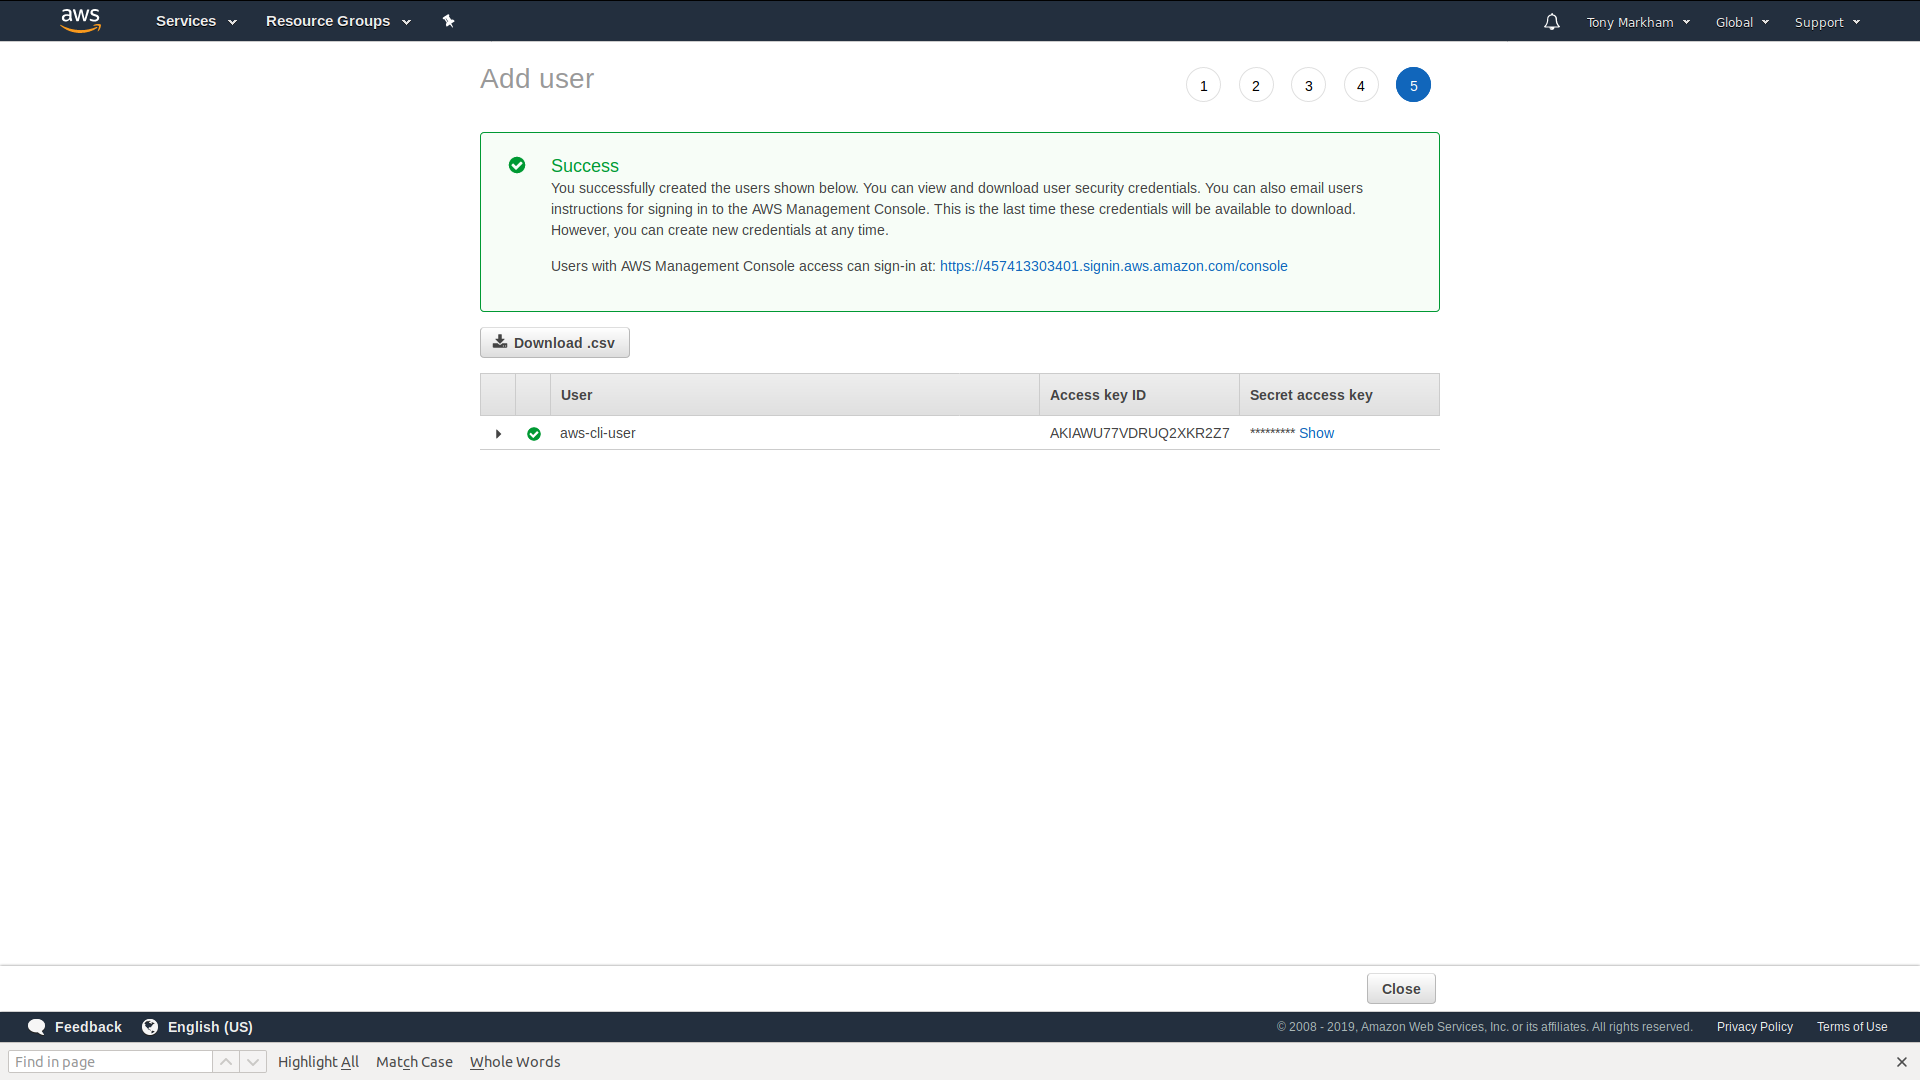 aws Services Resource Groups Tony Markham Global Support
Add user 1 2 3 4 5
Success
You successfully created the users shown below. You can view and download user security credentials. You can also email users
instructions for signing in to the AWS Management Console. This is the last time these credentials will be available to download.
However, you can create new credentials at any time.
Users with AWS Management Console access can sign-in at: https://457413303401.signin.aws.amazon.com/console
Download .csv
User Access key ID Secret access key
aws-cli-user AKIAWU77VDRUQ2XKR2Z7 ********* Show
Close
Feedback English (US) © 2008 - 2019, Amazon Web Services, Inc. or its affiliates. All rights reserved. Privacy Policy Terms of Use
Find in page Highlight All Match Case Whole Words